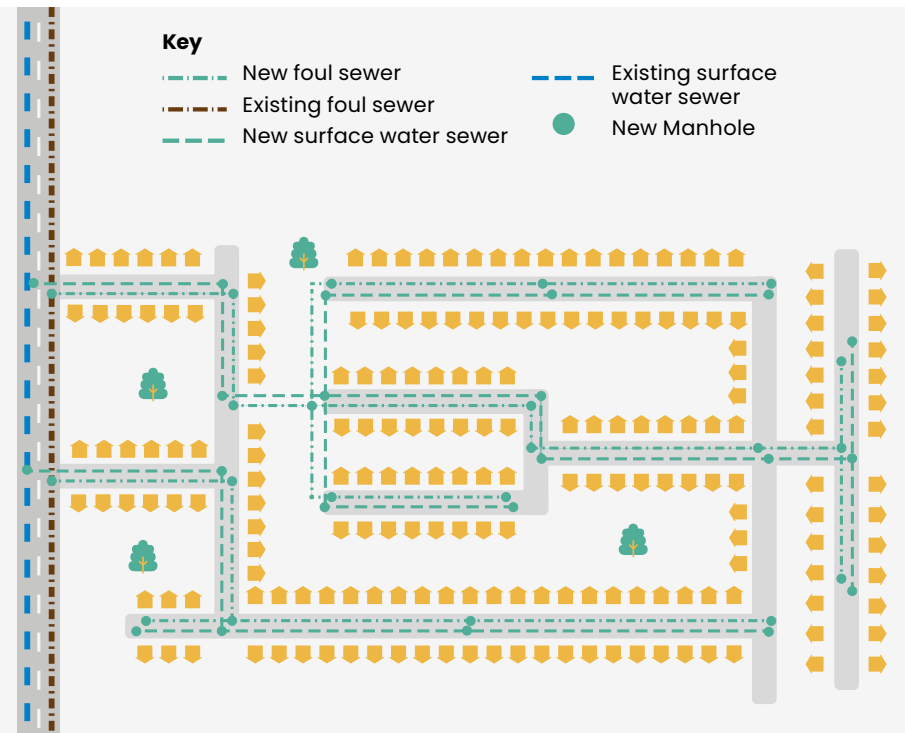 Key
New foul sewer
Existing foul sewer
New surface water sewer
Existing surface
water sewer
New Manhole